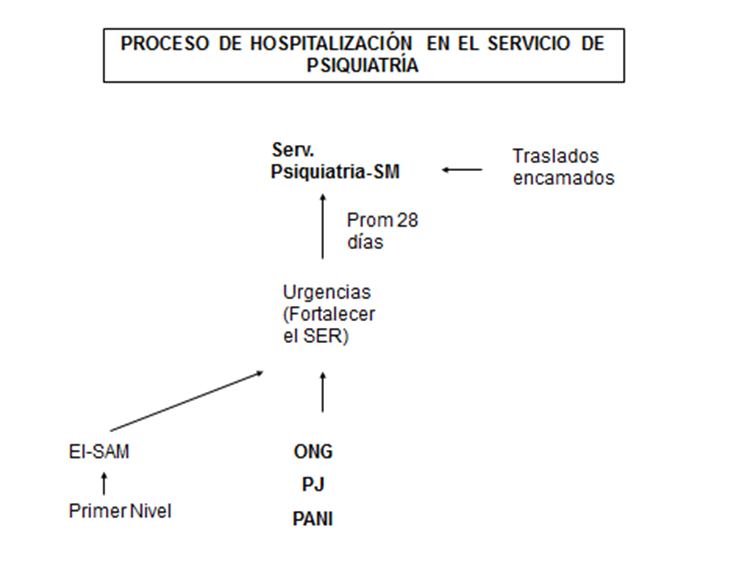 PROCESO DE HOSPITALIZACIÓN EN EL SERVICIO DE
PSIQUIATRÍA
Serv.
Psiquiatria-SM
Traslados
encamados
Prom 28
días
Urgencias
(Fortalecer
el SER)
EI-SAM
Primer Nivel
ONG
PJ
PANI